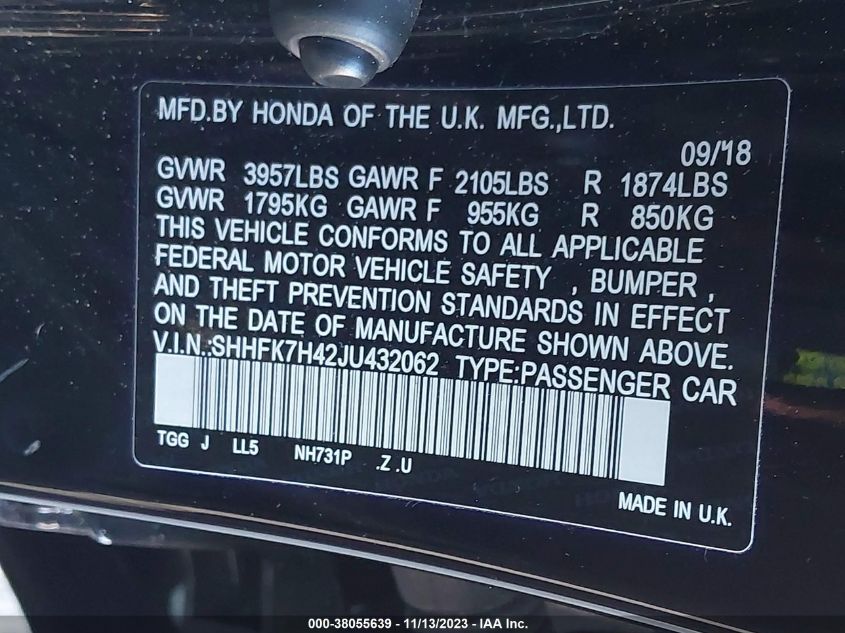 MFD.BY HONDA OF THE U.K. MFG.,LTD.
09/18
GVWR 3957LBS GAWR F 2105LBS R 1874LBS
GVWR 1795KG GAWR F 955KG R 850KG
THIS VEHICLE CONFORMS TO ALL APPLICABLE
FEDERAL MOTOR VEHICLE SAFETY , BUMPER ,
AND THEFT PREVENTION STANDARDS IN EFFECT
ON THE DATE OF MANUFACTURE SHOWN ABOVE.
V.I.N.:SHHFK7H42JU432062 TYPE:PASSENGER CAR
TGG J LL5 NH731P .Z .U
MADE IN U.K.
000-38055639 - 11/13/2023 - IAA Inc.